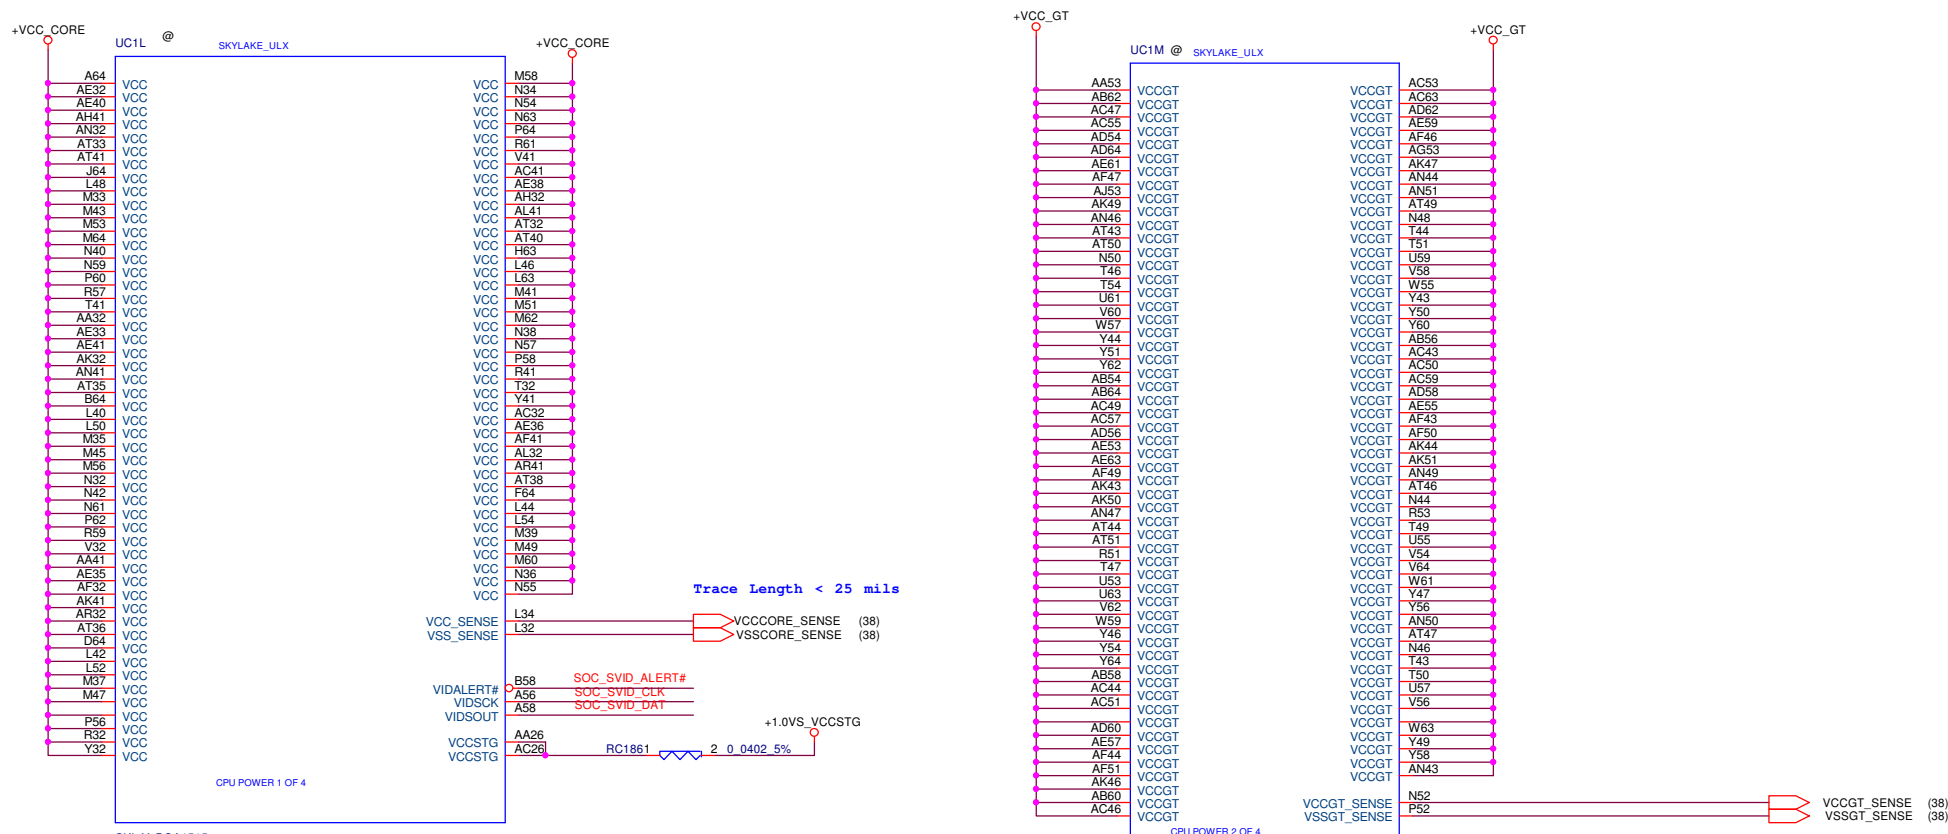 +VCC_CORE
UC1L @ SKYLAKE_ULX
+VCC_CORE
A64 VCC VCC M58
AE32 VCC VCC N34
AE40 VCC VCC N54
AH41 VCC VCC N63
AN32 VCC VCC P64
AT33 VCC VCC R61
AT41 VCC VCC V41
J64 VCC VCC AC41
L48 VCC VCC AE38
M33 VCC VCC AH32
M43 VCC VCC AL41
M53 VCC VCC AT32
M64 VCC VCC AT40
N40 VCC VCC H63
N59 VCC VCC L46
P60 VCC VCC L63
R57 VCC VCC M41
T41 VCC VCC M51
AA32 VCC VCC M62
AE33 VCC VCC N38
AE41 VCC VCC N57
AK32 VCC VCC P58
AN41 VCC VCC R41
AT35 VCC VCC T32
B64 VCC VCC Y41
L40 VCC VCC AC32
L50 VCC VCC AE36
M35 VCC VCC AF41
M45 VCC VCC AL32
M56 VCC VCC AR41
N32 VCC VCC AT38
N42 VCC VCC F64
N61 VCC VCC L44
P62 VCC VCC L54
R59 VCC VCC M39
V32 VCC VCC M49
AA41 VCC VCC M60
AE35 VCC VCC N36
AF32 VCC VCC N55
Trace Length < 25 mils
AK41 VCC
AR32 VCC VCC_SENSE L34 VCCCORE_SENSE (38)
AT36 VCC VSS_SENSE L32 VSSCORE_SENSE (38)
D64 VCC
L42 VCC
L52 VCC
M37 VCC VIDALERT# B58 SOC_SVID_ALERT#
M47 VCC VIDSCK A56 SOC_SVID_CLK
VCC VIDSOUT A58 SOC_SVID_DAT
P56 VCC +1.0VS_VCCSTG
R32 VCC VCCSTG AA26
Y32 VCC VCCSTG AC26 RC1861 2 0_0402_5%
CPU POWER 1 OF 4
+VCC_GT
UC1M @ SKYLAKE_ULX
+VCC_GT
AA53 VCCGT VCCGT AC53
AB62 VCCGT VCCGT AC63
AC47 VCCGT VCCGT AD62
AC55 VCCGT VCCGT AE59
AD54 VCCGT VCCGT AF46
AD64 VCCGT VCCGT AG53
AE61 VCCGT VCCGT AK47
AF47 VCCGT VCCGT AN44
AJ53 VCCGT VCCGT AN51
AK49 VCCGT VCCGT AT49
AN46 VCCGT VCCGT N48
AT43 VCCGT VCCGT T44
AT50 VCCGT VCCGT T51
N50 VCCGT VCCGT U59
T46 VCCGT VCCGT V58
T54 VCCGT VCCGT W55
U61 VCCGT VCCGT Y43
V60 VCCGT VCCGT Y50
W57 VCCGT VCCGT Y60
Y44 VCCGT VCCGT AB56
Y51 VCCGT VCCGT AC43
Y62 VCCGT VCCGT AC50
AB54 VCCGT VCCGT AC59
AB64 VCCGT VCCGT AD58
AC49 VCCGT VCCGT AE55
AC57 VCCGT VCCGT AF43
AD56 VCCGT VCCGT AF50
AE53 VCCGT VCCGT AK44
AE63 VCCGT VCCGT AK51
AF49 VCCGT VCCGT AN49
AK43 VCCGT VCCGT AT46
AK50 VCCGT VCCGT N44
AN47 VCCGT VCCGT R53
AT44 VCCGT VCCGT T49
AT51 VCCGT VCCGT U55
R51 VCCGT VCCGT V54
T47 VCCGT VCCGT V64
U53 VCCGT VCCGT W61
U63 VCCGT VCCGT Y47
V62 VCCGT VCCGT Y56
W59 VCCGT VCCGT AN50
Y46 VCCGT VCCGT AT47
Y54 VCCGT VCCGT N46
Y64 VCCGT VCCGT T43
AB58 VCCGT VCCGT T50
AC44 VCCGT VCCGT U57
AC51 VCCGT VCCGT V56
VCCGT VCCGT
AD60 VCCGT VCCGT W63
AE57 VCCGT VCCGT Y49
AF44 VCCGT VCCGT Y58
AF51 VCCGT VCCGT AN43
AK46 VCCGT
AB60 VCCGT VCCGT_SENSE N52 VCCGT_SENSE (38)
AC46 VCCGT VSSGT_SENSE P52 VSSGT_SENSE (38)
CPU POWER 2 OF 4